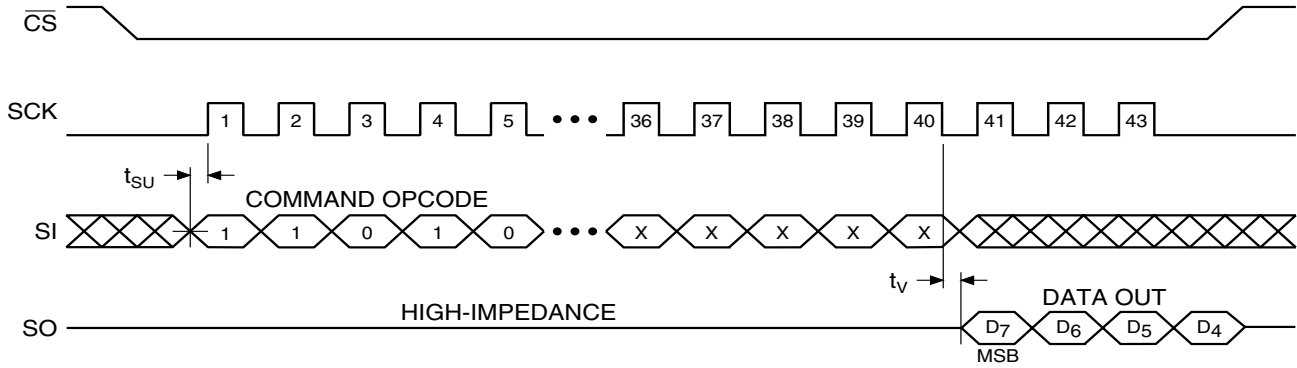 CS
SCK 1 2 3 4 5 ••• 36 37 38 39 40 41 42 43
tSU
COMMAND OPCODE
SI 1 1 0 1 0 ••• X X X X X
tV
DATA OUT
HIGH-IMPEDANCE
SO D7 D6 D5 D4
MSB